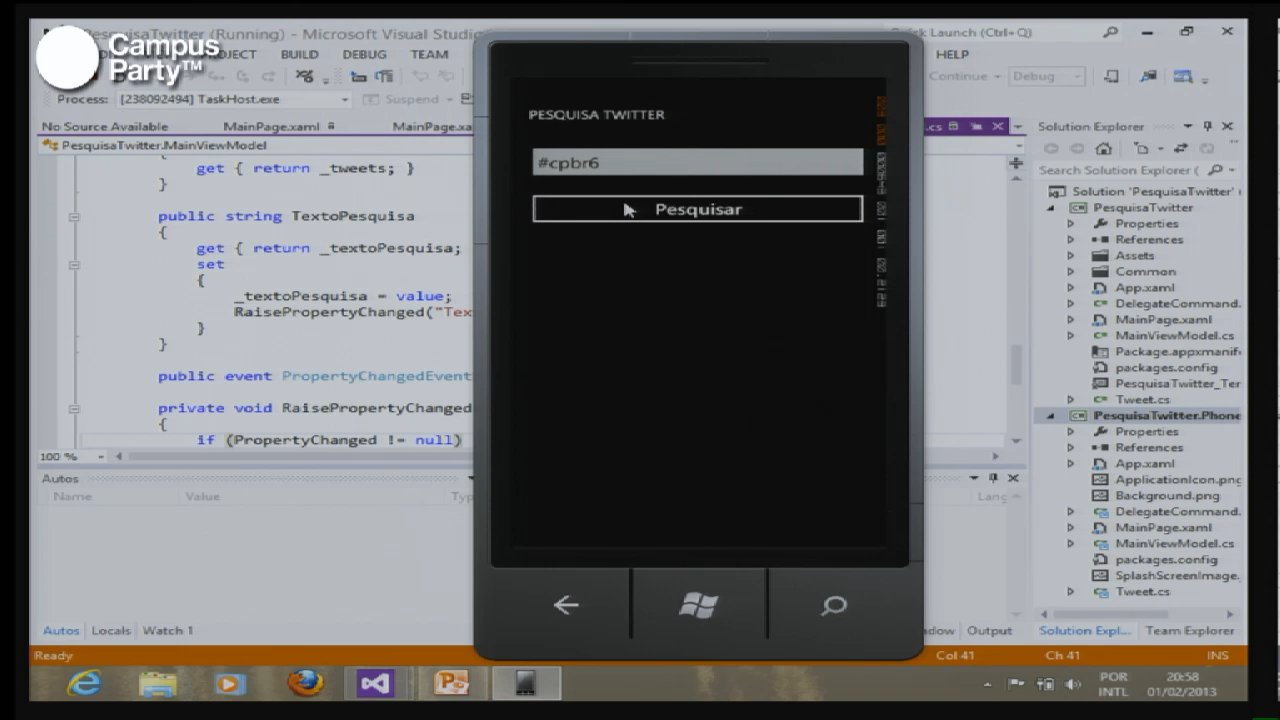 PesquisaTwitter (Running) - Microsoft Visual Studio
Launch (Ctrl+Q)
Campus
Party™
BUILD DEBUG TEAM HELP
Continue Debug
Process: [238092494] TaskHost.exe Suspend
No Source Available MainPage.xaml MainPage.xa .cs
PesquisaTwitter.MainViewModel
get { return _tweets; }
}
public string TextoPesquisa
{
get { return _textoPesquisa;
set
{
_textoPesquisa = value;
RaisePropertyChanged("Tex
}
}
public event PropertyChangedEvent
private void RaisePropertyChanged
{
if (PropertyChanged != null)
100 %
Autos
Name Value Typ Lang
Autos Locals Watch 1
PESQUISA TWITTER
#cpbr6
Pesquisar
Solution Explorer
Search Solution Explorer (
Solution 'PesquisaTwitter'
PesquisaTwitter
Properties
References
Assets
Common
App.xaml
DelegateCommand.
MainPage.xaml
MainViewModel.cs
Package.appxmanif
packages.config
PesquisaTwitter_Ter
Tweet.cs
PesquisaTwitter.Phone
Properties
References
App.xaml
ApplicationIcon.png
Background.png
DelegateCommand.
MainPage.xaml
MainViewModel.cs
packages.config
SplashScreenImage.
Tweet.cs
dow Output Solution Expl... Team Explorer
Ready Col 41 Ch 41 INS
POR
INTL
20:58
01/02/2013